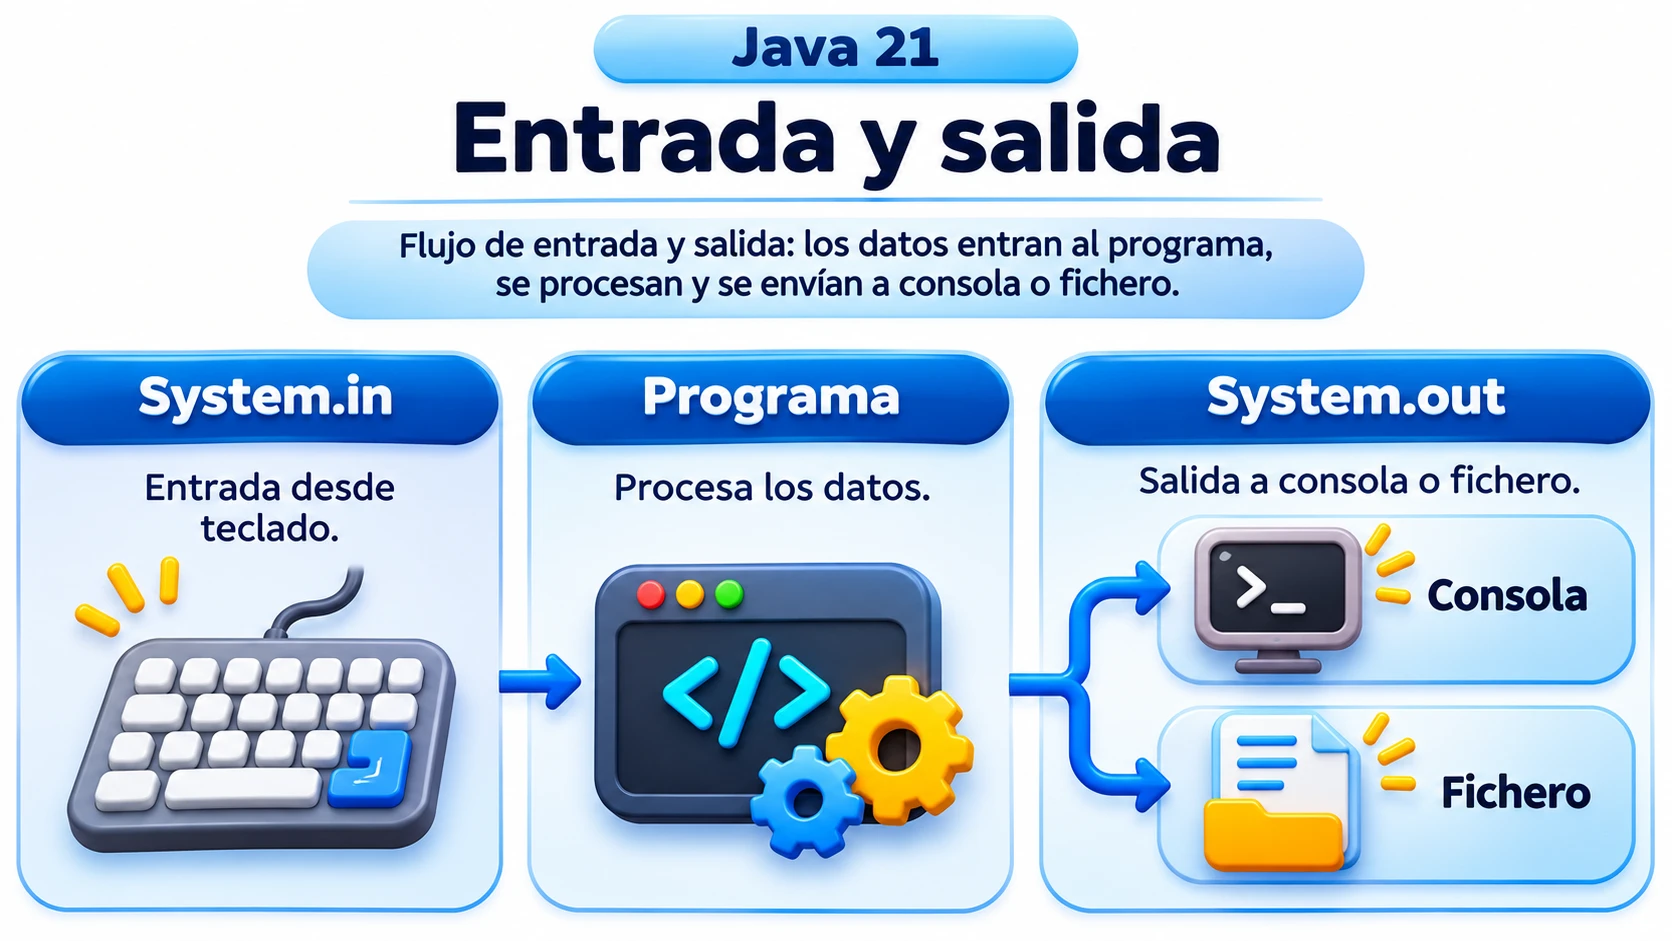 Java 21
Entrada y salida
Flujo de entrada y salida: los datos entran al programa,
se procesan y se envían a consola o fichero.
System.in
Entrada desde
teclado.
Programa
Procesa los datos.
</>
System.out
Salida a consola o fichero.
>_
Consola
Fichero